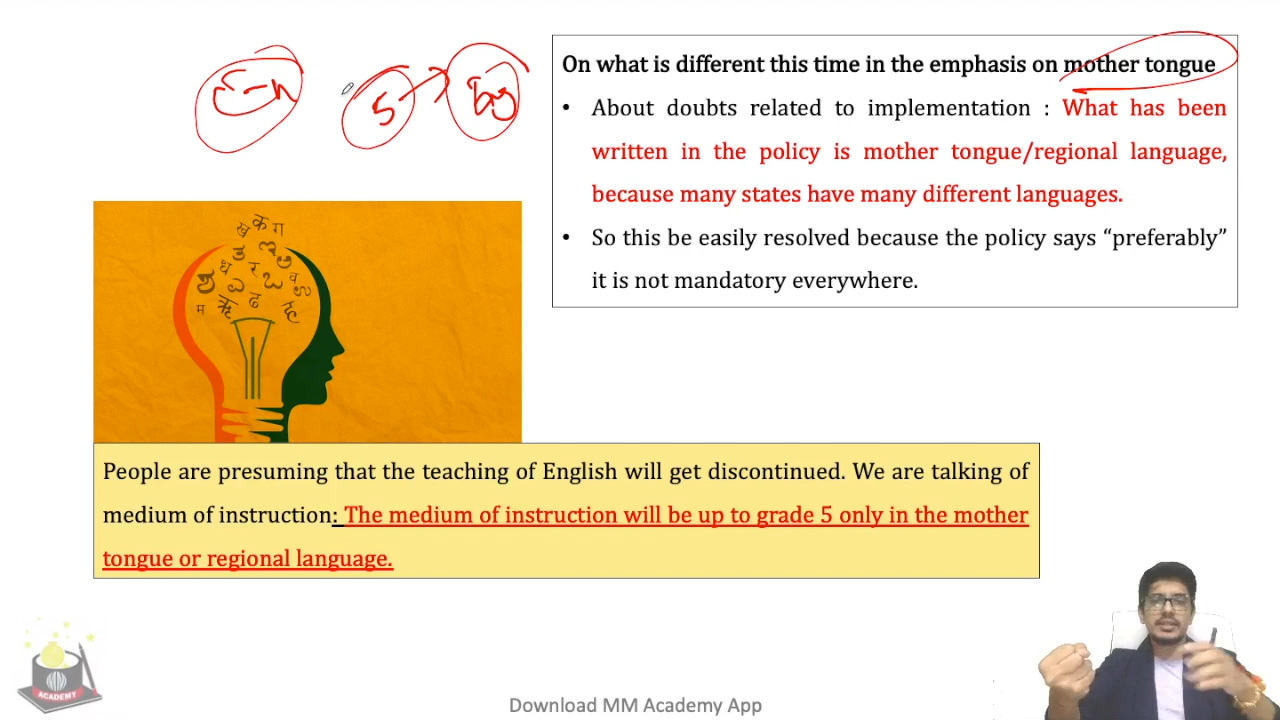 On what is different this time in the emphasis on mother tongue
• About doubts related to implementation : What has been
written in the policy is mother tongue/regional language,
because many states have many different languages.
• So this be easily resolved because the policy says “preferably”
it is not mandatory everywhere.
People are presuming that the teaching of English will get discontinued. We are talking of
medium of instruction: The medium of instruction will be up to grade 5 only in the mother
tongue or regional language.
ACADEMY
Download MM Academy App